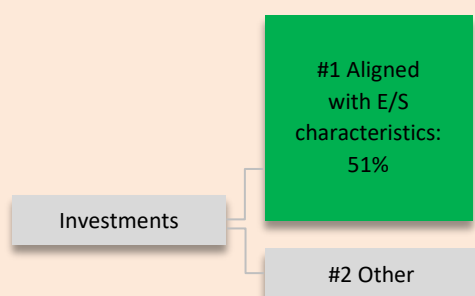 #1 Aligned
with E/S
characteristics:
51%
Investments
#2 Other